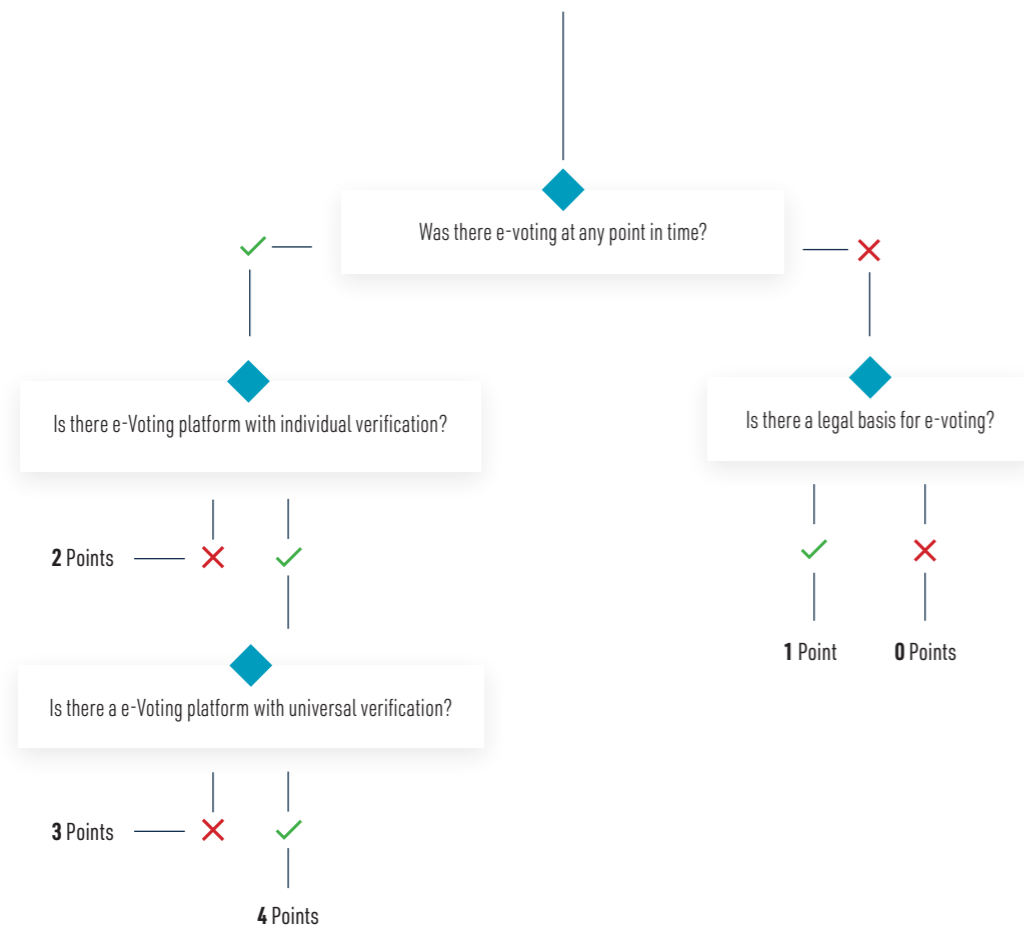 Was there e-voting at any point in time?
Is there e-Voting platform with individual verification?
Is there a legal basis for e-voting?
2 Points
1 Point
0 Points
Is there a e-Voting platform with universal verification?
3 Points
4 Points